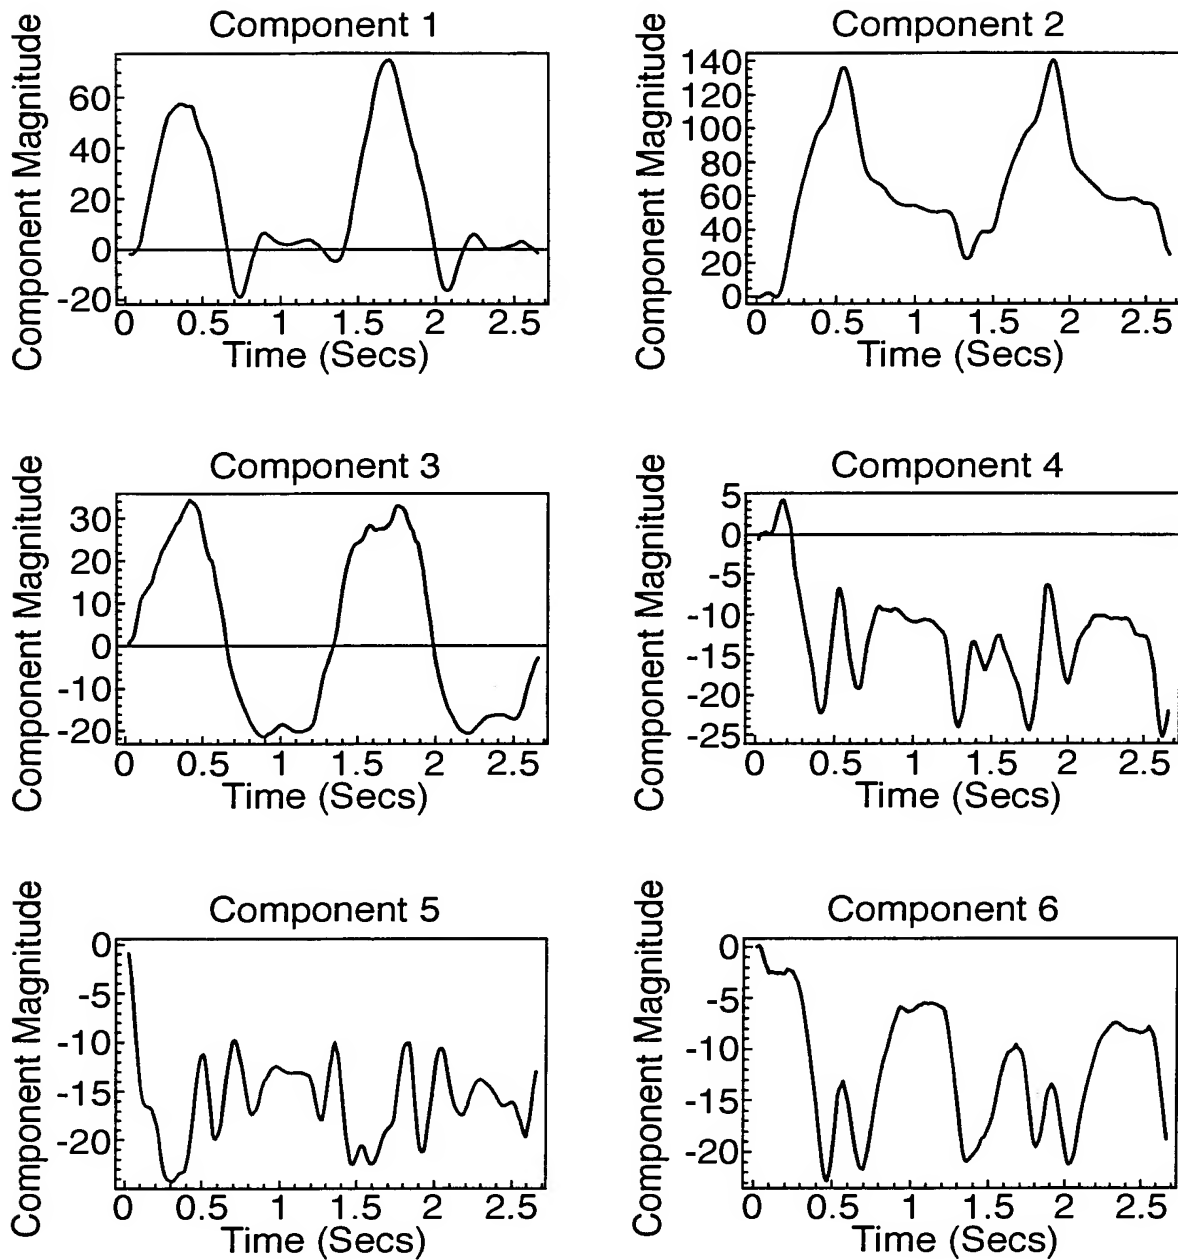 Component 1
Component Magnitude
60
40
20
0
-20
0 0.5 1 1.5 2 2.5
Time (Secs)
Component 2
Component Magnitude
140
120
100
80
60
40
20
0
0 0.5 1 1.5 2 2.5
Time (Secs)
Component 3
Component Magnitude
30
20
10
0
-10
-20
0 0.5 1 1.5 2 2.5
Time (Secs)
Component 4
Component Magnitude
5
0
-5
-10
-15
-20
-25
0 0.5 1 1.5 2 2.5
Time (Secs)
Component 5
Component Magnitude
0
-5
-10
-15
-20
0 0.5 1 1.5 2 2.5
Time (Secs)
Component 6
Component Magnitude
0
-5
-10
-15
-20
0 0.5 1 1.5 2 2.5
Time (Secs)